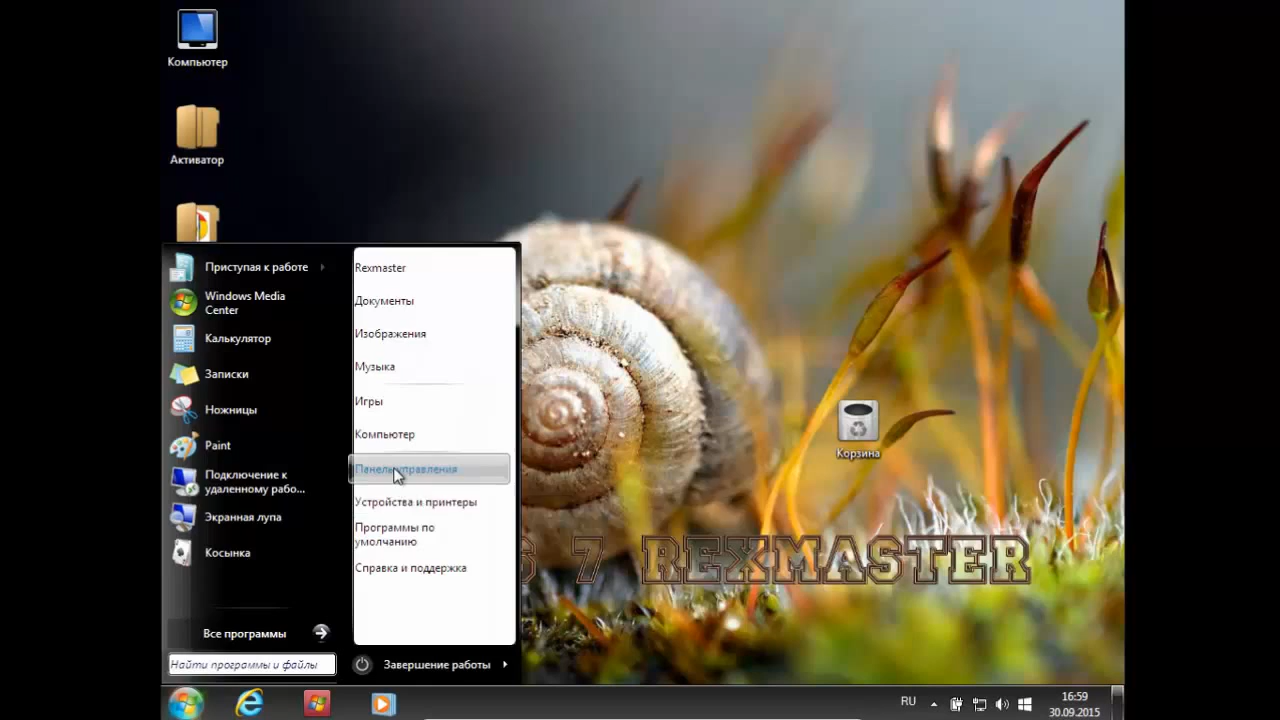 Компьютер
Активатор
Приступая к работе
Windows Media
Center
Калькулятор
Записки
Ножницы
Paint
Подключение к
удаленному рабо...
Экранная лупа
Косынка
Все программы
Найти программы и файлы
Rexmaster
Документы
Изображения
Музыка
Игры
Компьютер
Панель управления
Устройства и принтеры
Программы по
умолчанию
Справка и поддержка
Завершение работы
Корзина
S 7 REXMASTER
RU
16:59
30.09.2015